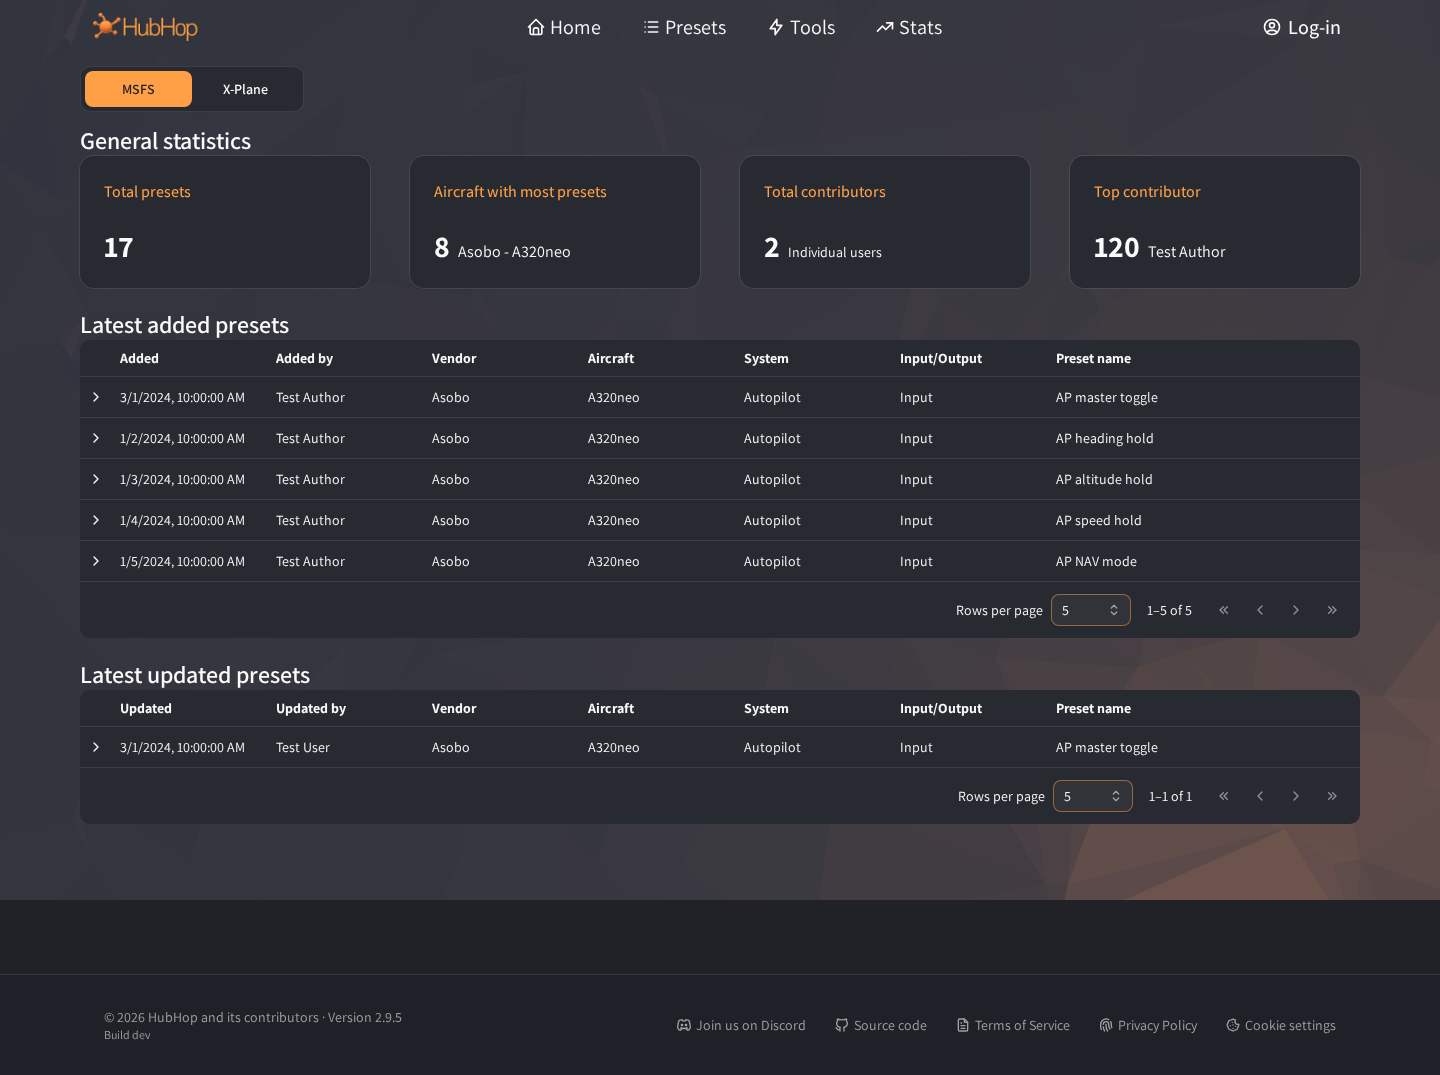 HubHop
Home
Presets
Tools
Stats
Log-in
MSFS
X-Plane
General statistics
Total presets
17
Aircraft with most presets
8 Asobo - A320neo
Total contributors
2 Individual users
Top contributor
120 Test Author
Latest added presets
Added Added by Vendor Aircraft System Input/Output Preset name
3/1/2024, 10:00:00 AM Test Author Asobo A320neo Autopilot Input AP master toggle
1/2/2024, 10:00:00 AM Test Author Asobo A320neo Autopilot Input AP heading hold
1/3/2024, 10:00:00 AM Test Author Asobo A320neo Autopilot Input AP altitude hold
1/4/2024, 10:00:00 AM Test Author Asobo A320neo Autopilot Input AP speed hold
1/5/2024, 10:00:00 AM Test Author Asobo A320neo Autopilot Input AP NAV mode
Rows per page 5 1–5 of 5
Latest updated presets
Updated Updated by Vendor Aircraft System Input/Output Preset name
3/1/2024, 10:00:00 AM Test User Asobo A320neo Autopilot Input AP master toggle
Rows per page 5 1–1 of 1
© 2026 HubHop and its contributors · Version 2.9.5
Build dev
Join us on Discord
Source code
Terms of Service
Privacy Policy
Cookie settings